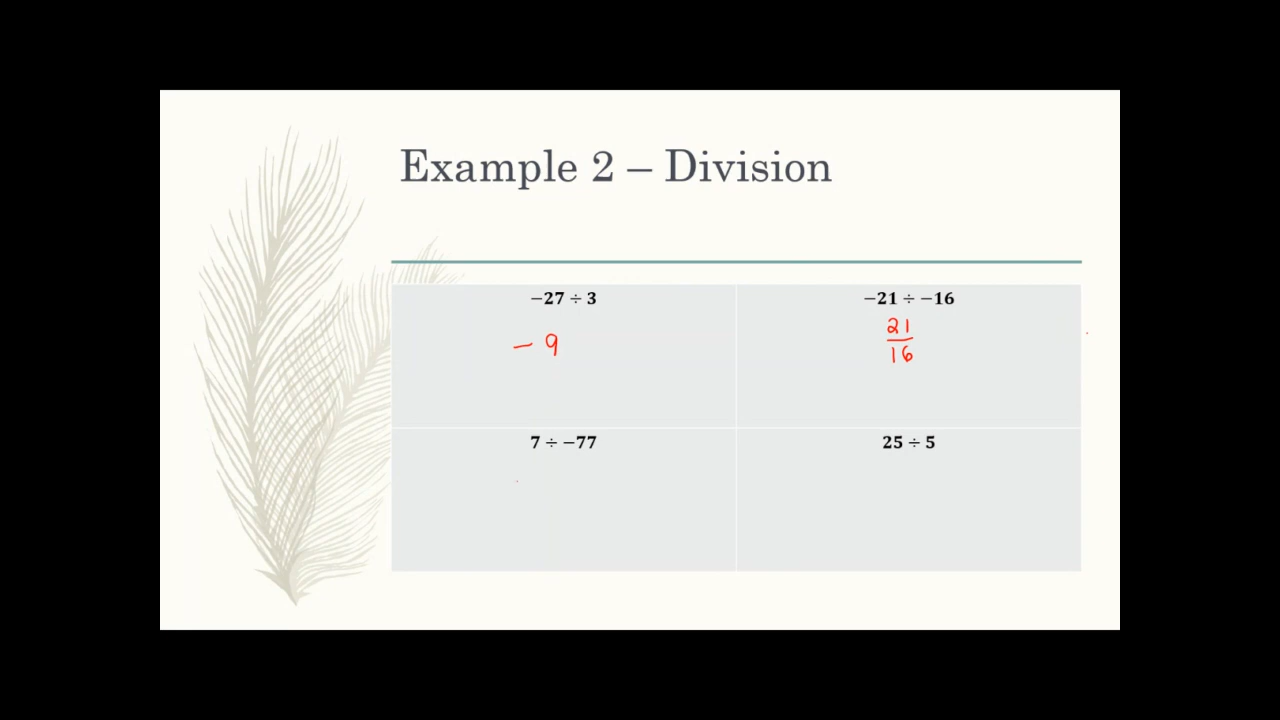 Example 2 – Division
−27 ÷ 3
− 9
−21 ÷ −16
21
16
7 ÷ −77
25 ÷ 5